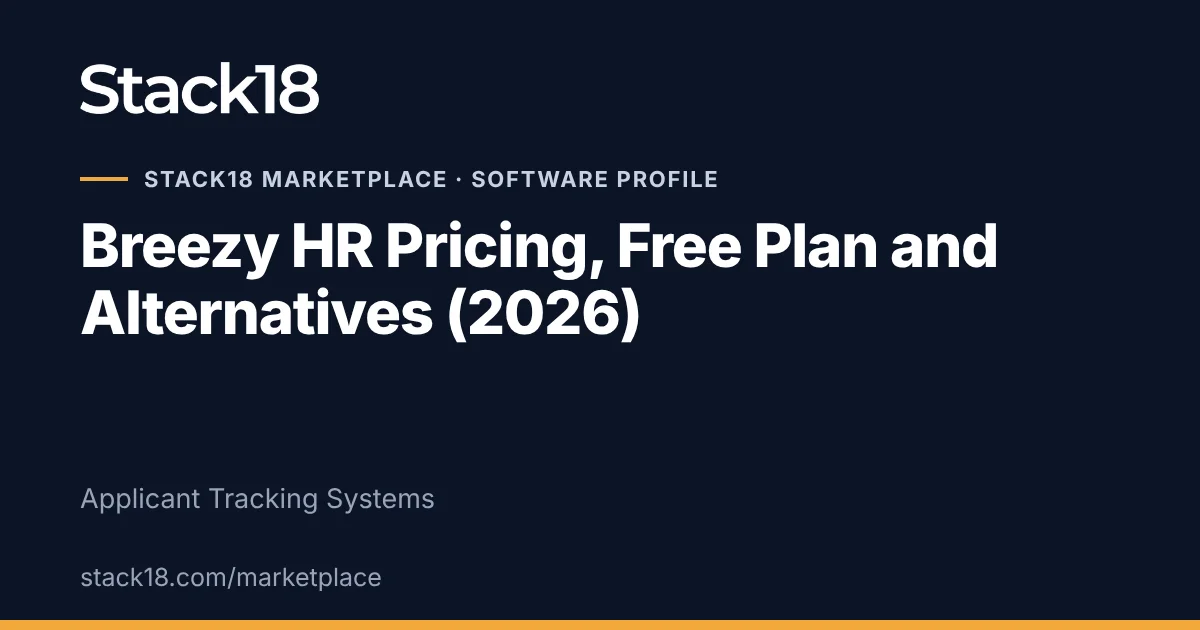 Stack18
STACK18 MARKETPLACE · SOFTWARE PROFILE
Breezy HR Pricing, Free Plan and
Alternatives (2026)
Applicant Tracking Systems
stack18.com/marketplace